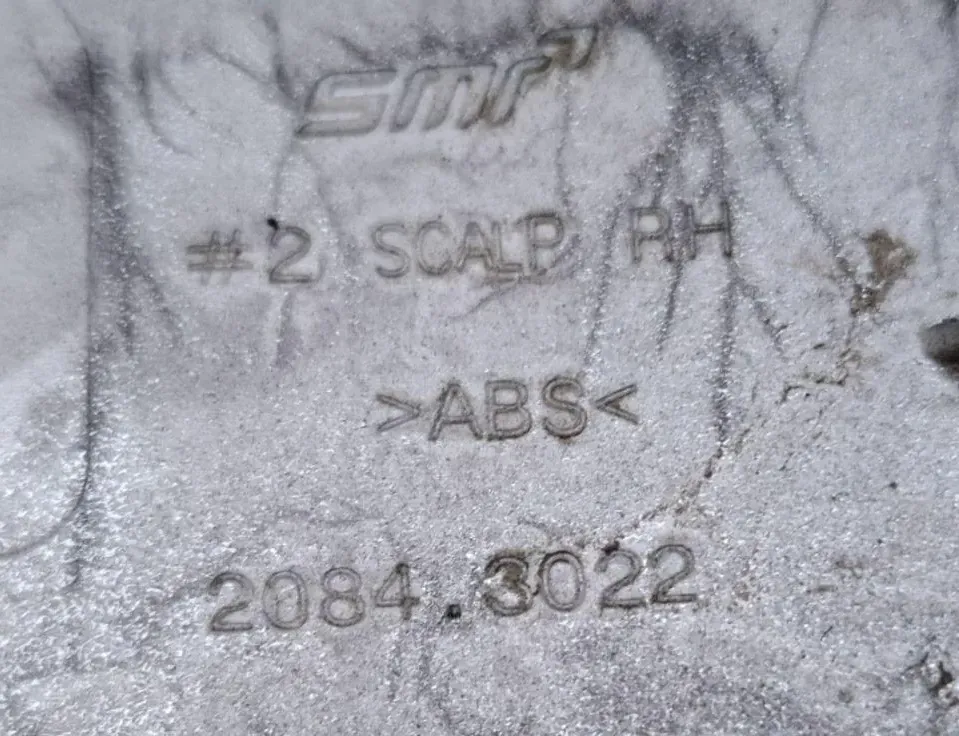 SMR
#2 SCALP RH
>ABS<
2084.3022